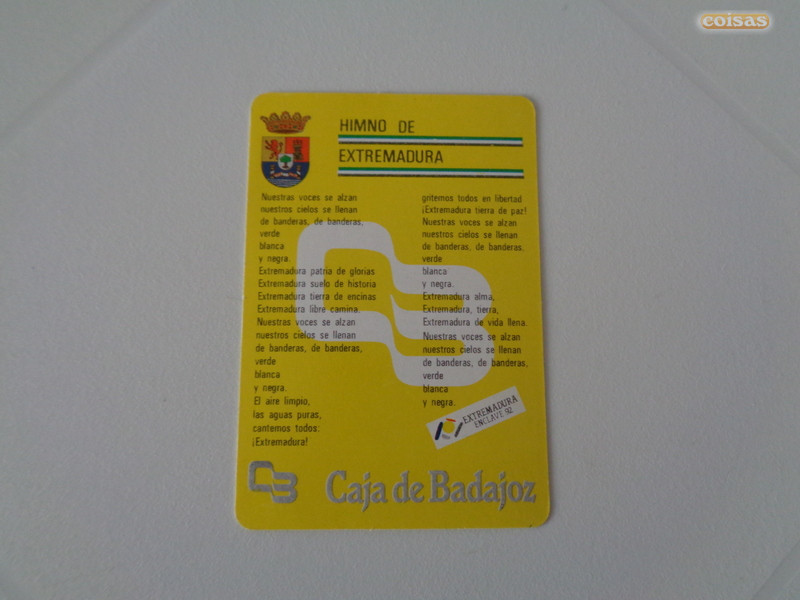 coisas
HIMNO DE
EXTREMADURA
Nuestras voces se alzan
nuestros cielos se llenan
de banderas, de banderas,
verde
blanca
y negra.
Extremadura patria de glorias
Extremadura suelo de historia
Extremadura tierra de encinas
Extremadura libre camina.
Nuestras voces se alzan
nuestros cielos se llenan
de banderas, de banderas,
verde
blanca
y negra.
El aire limpio,
las aguas puras,
cantemos todos:
¡Extremadura!
gritemos todos en libertad
¡Extremadura tierra de paz!
Nuestras voces se alzan
nuestros cielos se llenan
de banderas, de banderas,
verde
blanca
y negra.
Extremadura alma,
Extremadura, tierra,
Extremadura de vida llena.
Nuestras voces se alzan
nuestros cielos se llenan
de banderas, de banderas,
verde
blanca
y negra.
EXTREMADURA
ENCLAVE 92
CB Caja de Badajoz